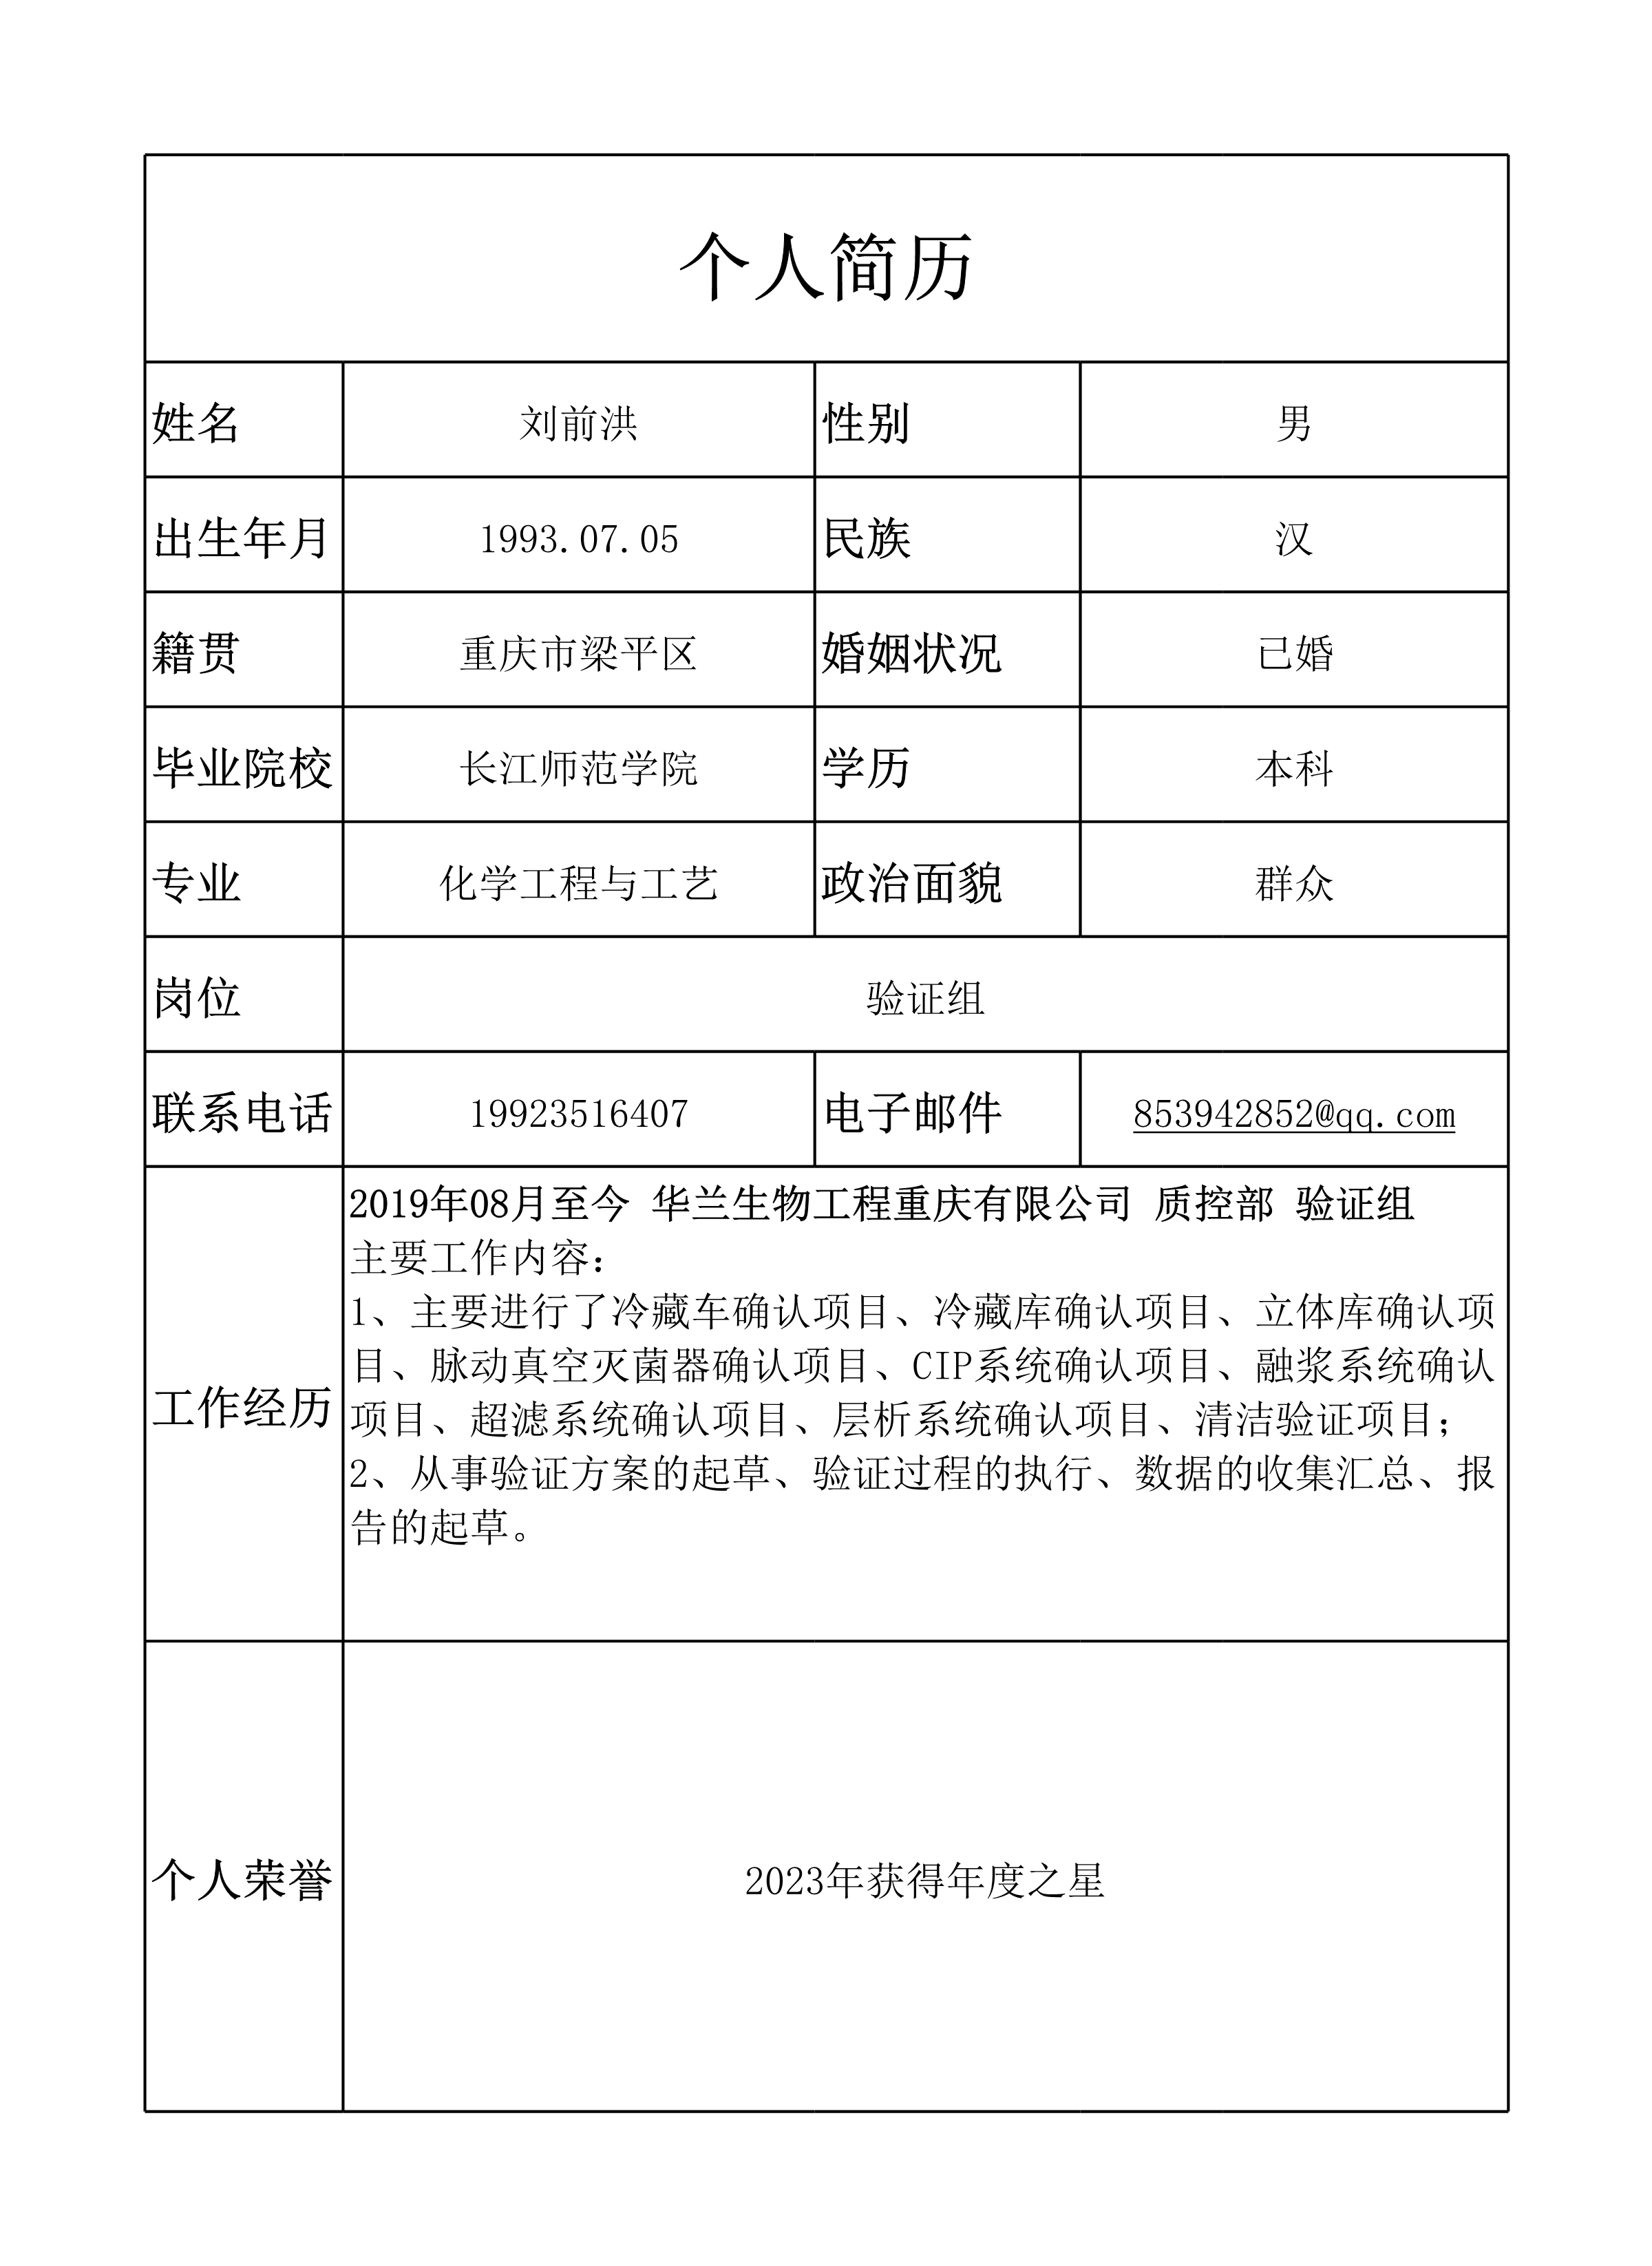 个人简历
姓名 刘前洪 性别 男
出生年月 1993.07.05 民族 汉
籍贯 重庆市梁平区 婚姻状况 已婚
毕业院校 长江师范学院 学历 本科
专业 化学工程与工艺 政治面貌 群众
岗位 验证组
联系电话 19923516407 电子邮件 853942852@qq.com
2019年08月至今 华兰生物工程重庆有限公司 质控部 验证组
主要工作内容：
1、主要进行了冷藏车确认项目、冷藏库确认项目、立体库确认项
目、脉动真空灭菌器确认项目、CIP系统确认项目、融浆系统确认
工作经历
项目、超滤系统确认项目、层析系统确认项目、清洁验证项目；
2、从事验证方案的起草、验证过程的执行、数据的收集汇总、报
告的起草。
个人荣誉 2023年获得年度之星